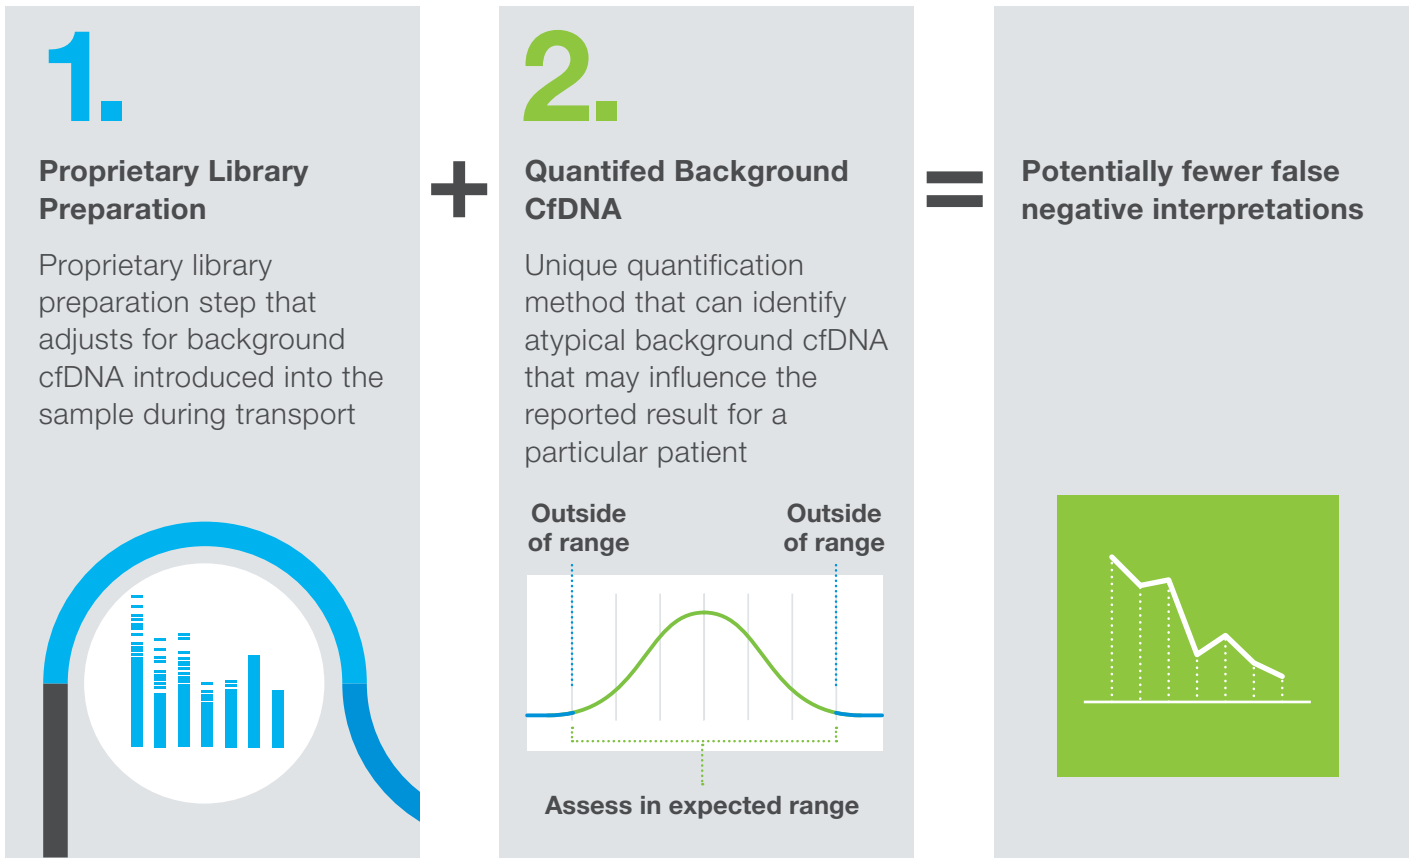 1.
Proprietary Library
Preparation
Proprietary library
preparation step that
adjusts for background
cfDNA introduced into the
sample during transport
+
2.
Quantifed Background
CfDNA
Unique quantification
method that can identify
atypical background cfDNA
that may influence the
reported result for a
particular patient
Outside
of range
Outside
of range
Assess in expected range
=
Potentially fewer false
negative interpretations